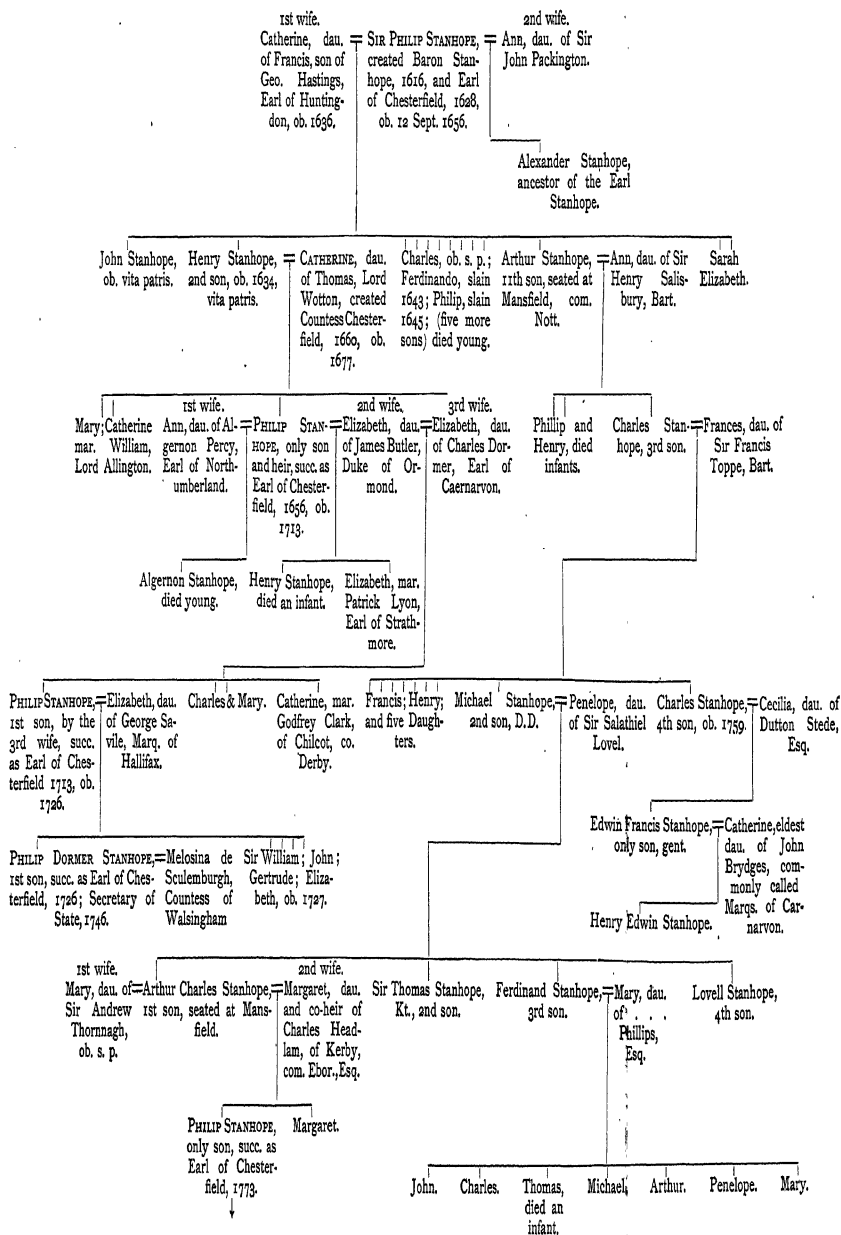 1st wife.
Catherine, dau.
of Francis, son of
Geo. Hastings,
Earl of Hunting-
don, ob. 1636.
=
SIR PHILIP STANHOPE,
created Baron Stan-
hope, 1616, and Earl
of Chesterfield, 1628,
ob. 12 Sept. 1656.
=
2nd wife.
Ann, dau. of Sir
John Packington.
Alexander Stanhope,
ancestor of the Earl
Stanhope.
John Stanhope,
ob. vita patris.
Henry Stanhope,
2nd son, ob. 1634,
vita patris.
=
CATHERINE, dau.
of Thomas, Lord
Wotton, created
Countess Chester-
field, 1660, ob.
1677.
Charles, ob. s. p.;
Ferdinando, slain
1643; Philip, slain
1645; (five more
sons) died young.
Arthur Stanhope,
11th son, seated at
Mansfield, com.
Nott.
=
Ann, dau. of Sir
Henry Salis-
bury, Bart.
Sarah
Elizabeth.
Mary; Catherine
mar. William,
Lord Allington.
1st wife.
Ann, dau. of Al-
gernon Percy,
Earl of North-
umberland.
=
PHILIP STAN-
HOPE, only son
and heir, succ. as
Earl of Chester-
field, 1656, ob.
1713.
=
2nd wife.
Elizabeth, dau.
of James Butler,
Duke of Or-
mond.
=
3rd wife.
Elizabeth, dau.
of Charles Dor-
mer, Earl of
Caernarvon.
Phillip and
Henry, died
infants.
Charles Stan-
hope, 3rd son.
=
Frances, dau. of
Sir Francis
Toppe, Bart.
Algernon Stanhope,
died young.
Henry Stanhope,
died an infant.
Elizabeth, mar.
Patrick Lyon,
Earl of Strath-
more.
PHILIP STANHOPE,
1st son, by the
3rd wife, succ.
as Earl of Ches-
terfield 1713, ob.
1726.
=
Elizabeth, dau.
of George Sa-
vile, Marq. of
Hallifax.
Charles & Mary.
Catherine, mar.
Godfrey Clark,
of Chilcot, co.
Derby.
Francis; Henry;
and five Daugh-
ters.
Michael Stanhope,
2nd son, D.D.
=
Penelope, dau.
of Sir Salathiel
Lovel.
Charles Stanhope,
4th son, ob. 1759.
=
Cecilia, dau. of
Dutton Stede,
Esq.
Edwin Francis Stanhope,
only son, gent.
=
Catherine, eldest
dau. of John
Brydges, com-
monly called
Marqs. of Car-
narvon.
Henry Edwin Stanhope.
PHILIP DORMER STANHOPE,
1st son, succ. as Earl of Ches-
terfield, 1726; Secretary of
State, 1746.
=
Melosina de
Sculemburgh,
Countess of
Walsingham
Sir William; John;
Gertrude; Eliza-
beth, ob. 1727.
1st wife.
Mary, dau. of
Sir Andrew
Thornnagh,
ob. s. p.
=
Arthur Charles Stanhope,
1st son, seated at Mans-
field.
=
2nd wife.
Margaret, dau.
and co-heir of
Charles Head-
lam, of Kerby,
com. Ebor., Esq.
Sir Thomas Stanhope,
Kt., 2nd son.
Ferdinand Stanhope,
3rd son.
=
Mary, dau.
of . . .
Phillips,
Esq.
Lovell Stanhope,
4th son.
PHILIP STANHOPE,
only son, succ. as
Earl of Chester-
field, 1773.
Margaret.
John.
Charles.
Thomas,
died an
infant.
Michael,
Arthur.
Penelope.
Mary.